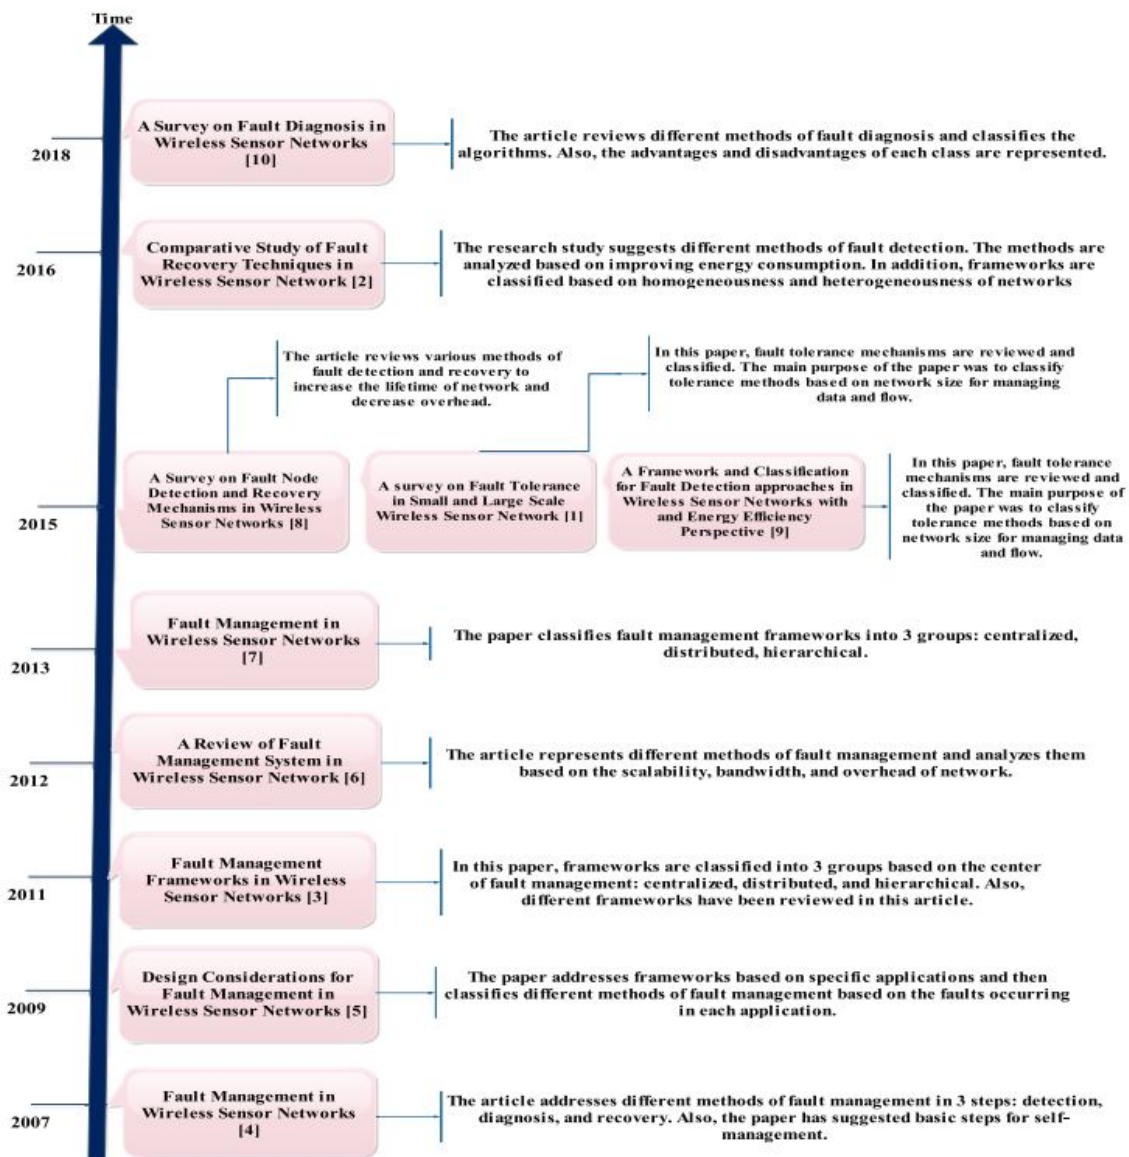 Time
2018
A Survey on Fault Diagnosis in
Wireless Sensor Networks
[10]
The article reviews different methods of fault diagnosis and classifies the
algorithms. Also, the advantages and disadvantages of each class are represented.
2016
Comparative Study of Fault
Recovery Techniques in
Wireless Sensor Network [2]
The research study suggests different methods of fault detection. The methods are
analyzed based on improving energy consumption. In addition, frameworks are
classified based on homogeneousness and heterogeneousness of networks
The article reviews various methods of
fault detection and recovery to
increase the lifetime of network and
decrease overhead.
In this paper, fault tolerance mechanisms are reviewed and
classified. The main purpose of the paper was to classify
tolerance methods based on network size for managing
data and flow.
2015
A Survey on Fault Node
Detection and Recovery
Mechanisms in Wireless
Sensor Networks [8]
A survey on Fault Tolerance
in Small and Large Scale
Wireless Sensor Network [1]
A Framework and Classification
for Fault Detection approaches in
Wireless Sensor Networks with
and Energy Efficiency
Perspective [9]
In this paper, fault tolerance
mechanisms are reviewed and
classified. The main purpose of
the paper was to classify
tolerance methods based on
network size for managing data
and flow.
2013
Fault Management in
Wireless Sensor Networks
[7]
The paper classifies fault management frameworks into 3 groups: centralized,
distributed, hierarchical.
2012
A Review of Fault
Management System in
Wireless Sensor Network [6]
The article represents different methods of fault management and analyzes them
based on the scalability, bandwidth, and overhead of network.
2011
Fault Management
Frameworks in Wireless
Sensor Networks [3]
In this paper, frameworks are classified into 3 groups based on the center
of fault management: centralized, distributed, and hierarchical. Also,
different frameworks have been reviewed in this article.
2009
Design Considerations for
Fault Management in
Wireless Sensor Networks [5]
The paper addresses frameworks based on specific applications and then
classifies different methods of fault management based on the faults occurring
in each application.
2007
Fault Management in
Wireless Sensor Networks
[4]
The article addresses different methods of fault management in 3 steps: detection,
diagnosis, and recovery. Also, the paper has suggested basic steps for self-
management.